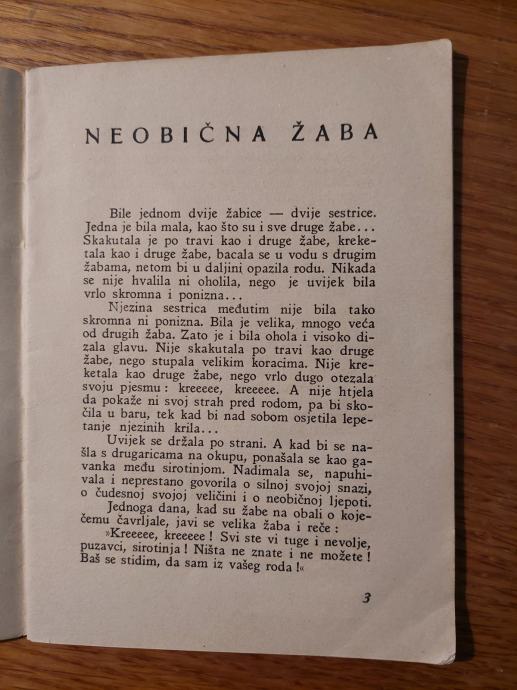 NEOBIČNA ŽABA
Bile jednom dvije žabice — dvije sestrice.
Jedna je bila mala, kao što su i sve druge žabe...
Skakutala je po travi kao i druge žabe, kreke-
tala kao i druge žabe, bacala se u vodu s drugim
žabama, netom bi u daljini opazila rodu. Nikada
se nije hvalila ni oholila, nego je uvijek bila
vrlo skromna i ponizna...
Njezina sestrica međutim nije bila tako
skromna ni ponizna. Bila je velika, mnogo veća
od drugih žaba. Zato je i bila ohola i visoko di-
zala glavu. Nije skakutala po travi kao druge
žabe, nego stupala velikim koracima. Nije kre-
ketala kao druge žabe, nego vrlo dugo otezala
svoju pjesmu : kreeeee, kreeeee. A nije htjela
da pokaže ni svoj strah pred rodom, pa bi sko-
čila u baru, tek kad bi nad sobom osjetila lepe-
tanje njezinih krila...
Uvijek se držala po strani. A kad bi se na-
šla s drugaricama na okupu, ponašala se kao ga-
vanka među sirotinjom. Nadimala se, napuhi-
vala i neprestano govorila o silnoj svojoj snazi,
o čudesnoj svojoj veličini i o neobičnoj ljepoti.
Jednoga dana, kad su žabe na obali o koje-
čemu čavrljale, javi se velika žaba i reče :
»Kreeeee, kreeeee ! Svi ste vi tuge i nevolje,
puzavci, sirotinja ! Ništa ne znate i ne možete !
Baš se stidim, da sam iz vašeg roda !«
3